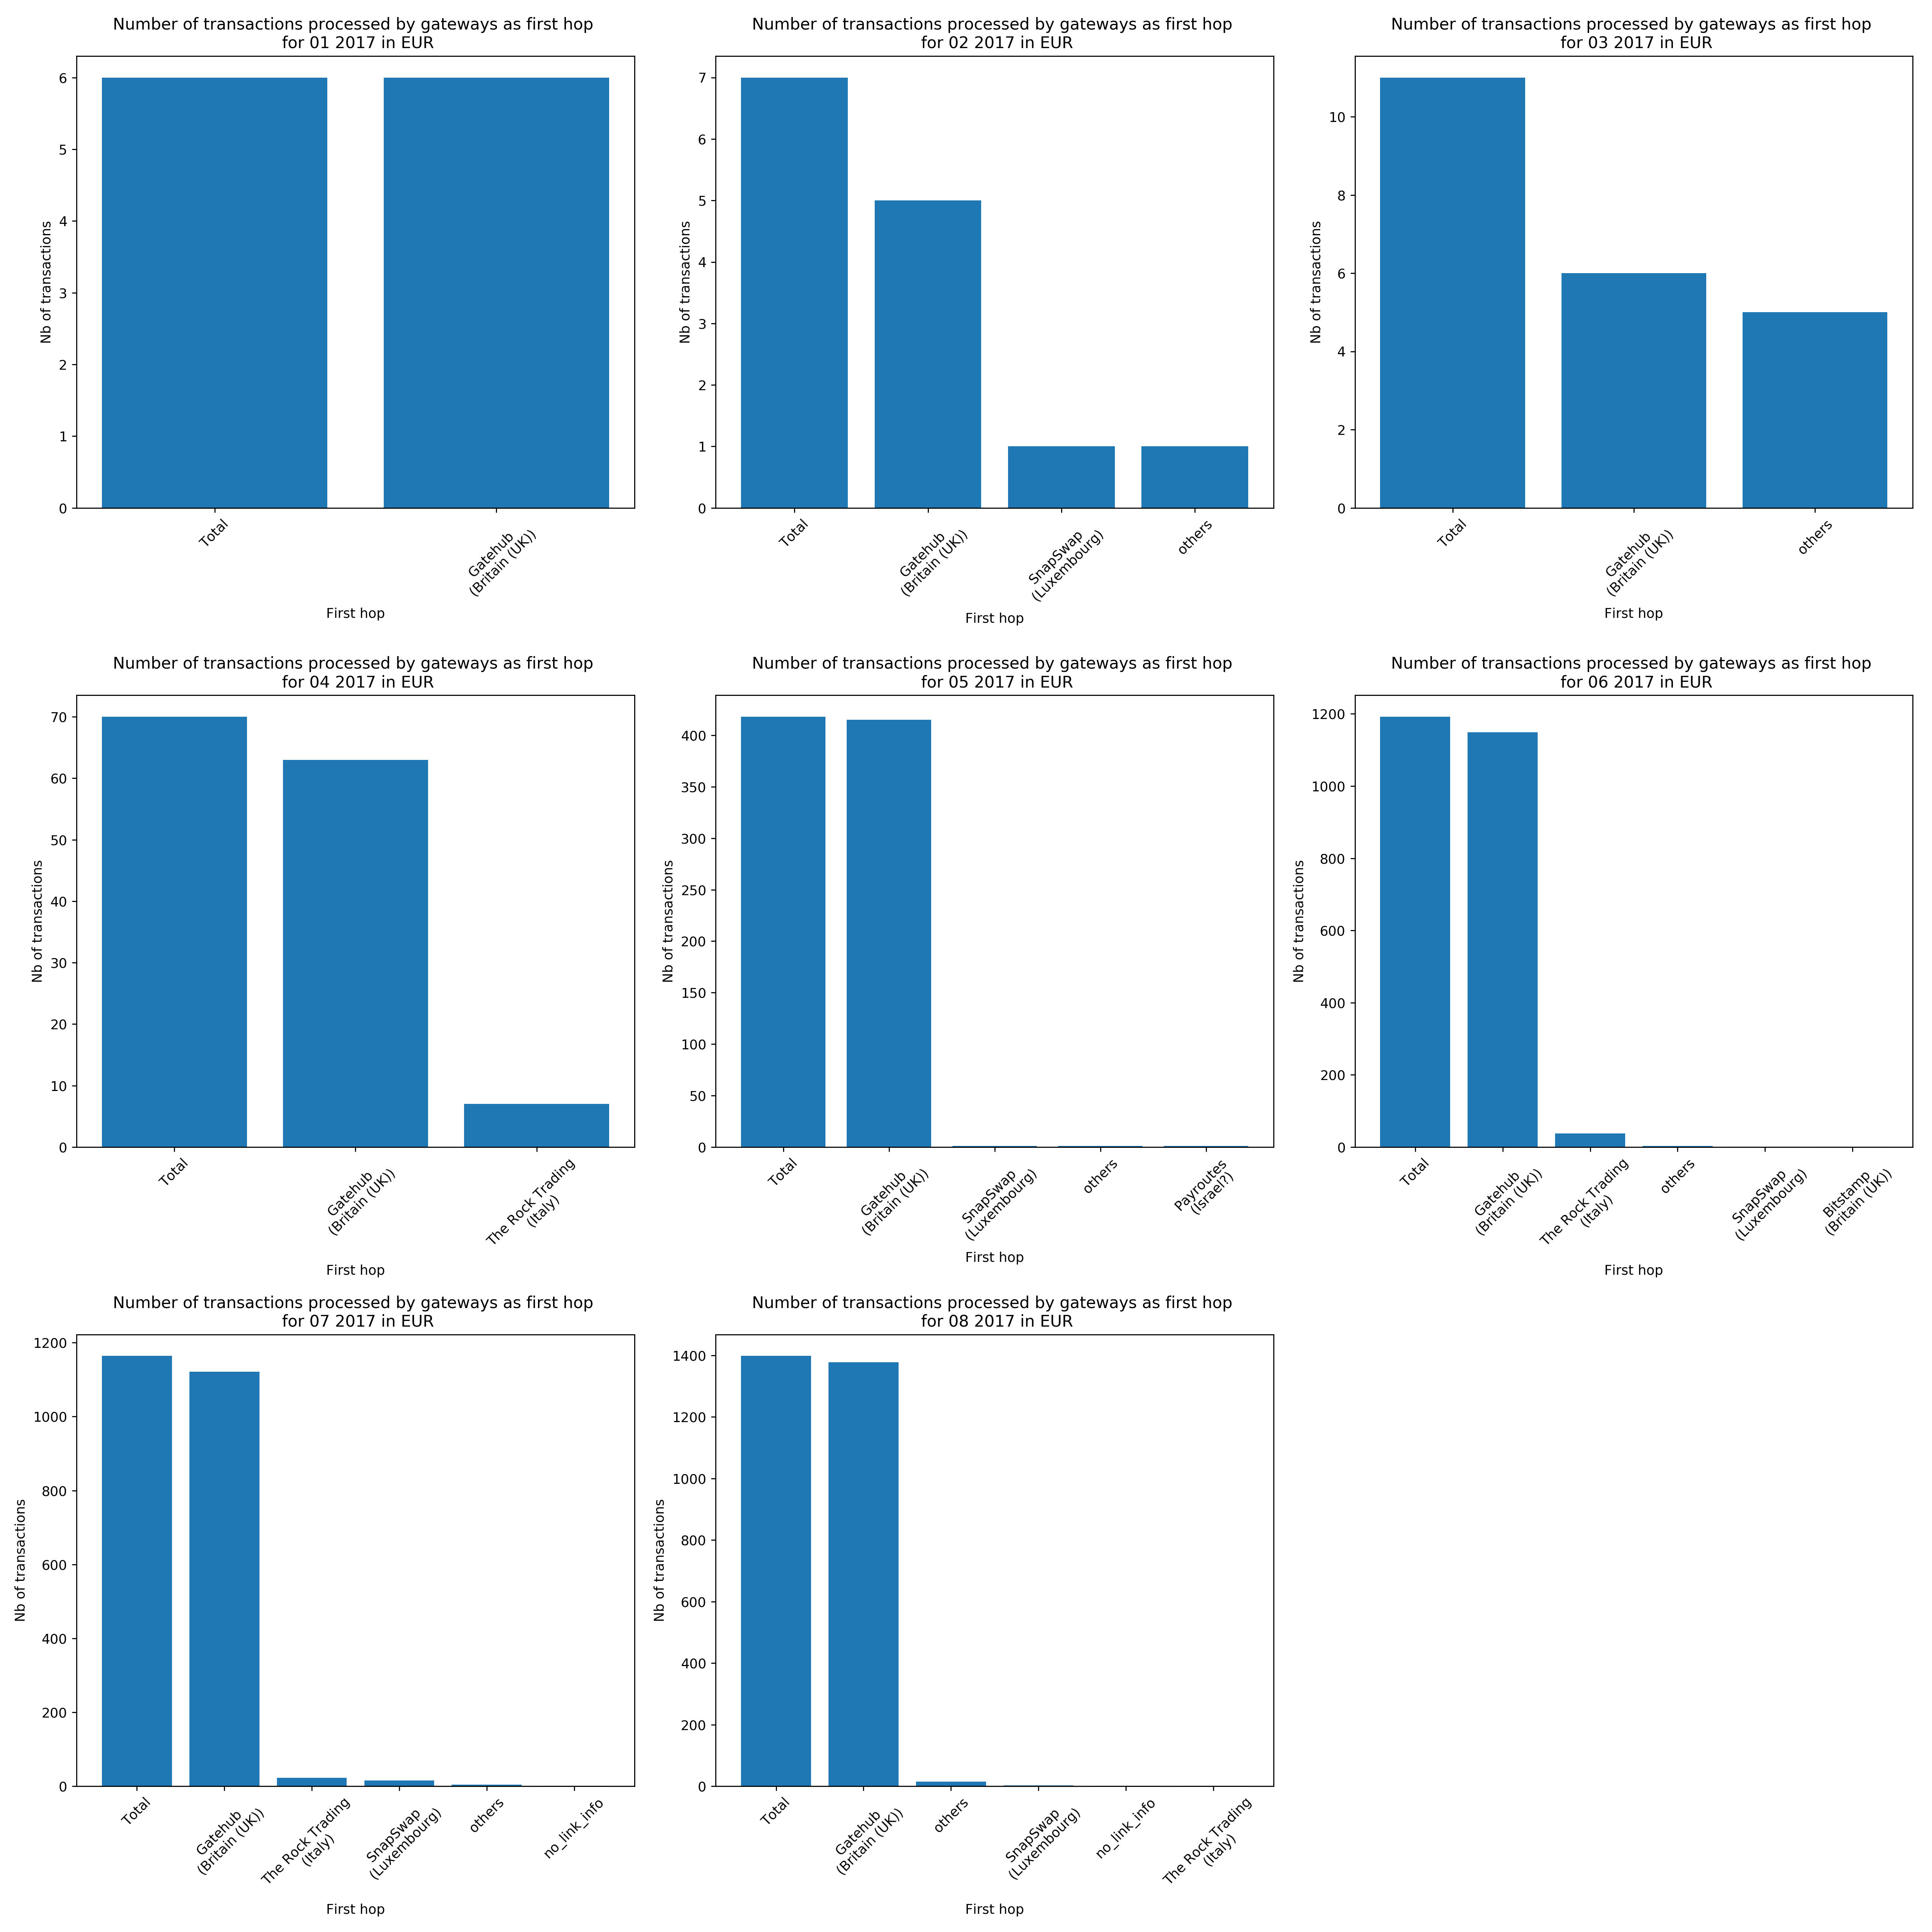 Number of transactions processed by gateways as first hop
for 01 2017 in EUR
Nb of transactions
6
5
4
3
2
1
0
Total
Gatehub
(Britain (UK))
First hop
Number of transactions processed by gateways as first hop
for 02 2017 in EUR
Nb of transactions
7
6
5
4
3
2
1
0
Total
Gatehub
(Britain (UK))
SnapSwap
(Luxembourg)
others
First hop
Number of transactions processed by gateways as first hop
for 03 2017 in EUR
Nb of transactions
10
8
6
4
2
0
Total
Gatehub
(Britain (UK))
others
First hop
Number of transactions processed by gateways as first hop
for 04 2017 in EUR
Nb of transactions
70
60
50
40
30
20
10
0
Total
Gatehub
(Britain (UK))
The Rock Trading
(Italy)
First hop
Number of transactions processed by gateways as first hop
for 05 2017 in EUR
Nb of transactions
400
350
300
250
200
150
100
50
0
Total
Gatehub
(Britain (UK))
SnapSwap
(Luxembourg)
others
Payroutes
(Israel?)
First hop
Number of transactions processed by gateways as first hop
for 06 2017 in EUR
Nb of transactions
1200
1000
800
600
400
200
0
Total
Gatehub
(Britain (UK))
The Rock Trading
(Italy)
others
SnapSwap
(Luxembourg)
Bitstamp
(Britain (UK))
First hop
Number of transactions processed by gateways as first hop
for 07 2017 in EUR
Nb of transactions
1200
1000
800
600
400
200
0
Total
Gatehub
(Britain (UK))
The Rock Trading
(Italy)
SnapSwap
(Luxembourg)
others
no_link_info
First hop
Number of transactions processed by gateways as first hop
for 08 2017 in EUR
Nb of transactions
1400
1200
1000
800
600
400
200
0
Total
Gatehub
(Britain (UK))
others
SnapSwap
(Luxembourg)
no_link_info
The Rock Trading
(Italy)
First hop